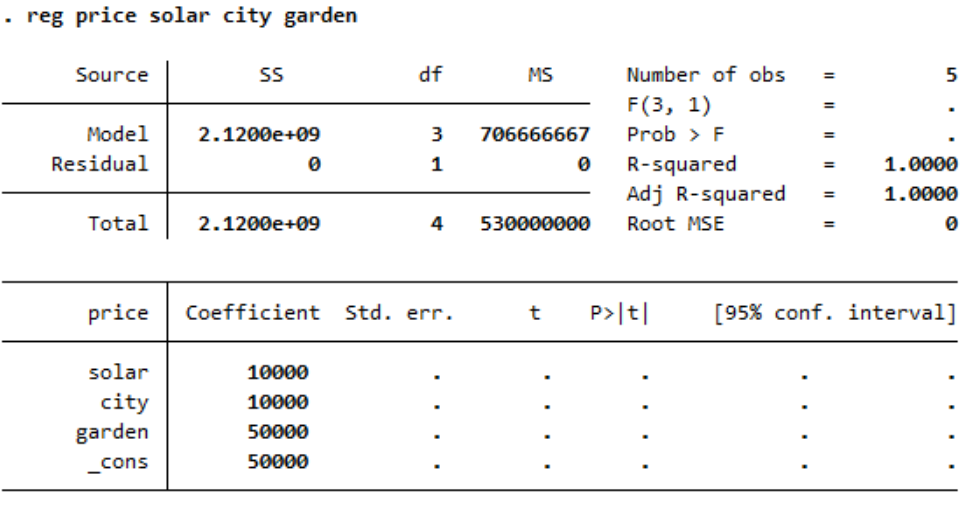 . reg price solar city garden
Source SS df MS Number of obs = 5
F(3, 1) = .
Model 2.1200e+09 3 706666667 Prob > F = .
Residual 0 1 0 R-squared = 1.0000
Adj R-squared = 1.0000
Total 2.1200e+09 4 530000000 Root MSE = 0
price Coefficient Std. err. t P>|t| [95% conf. interval]
solar 10000 . . . . .
city 10000 . . . . .
garden 50000 . . . . .
_cons 50000 . . . . .